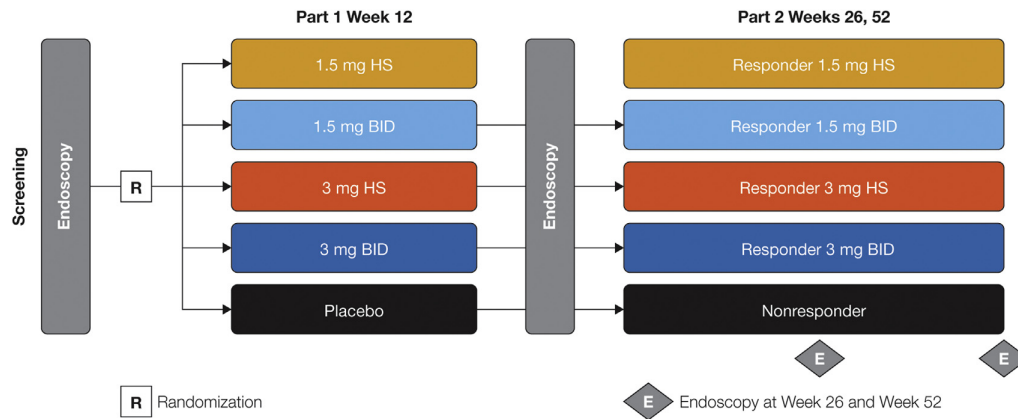 Part 1 Week 12
Part 2 Weeks 26, 52
Screening
Endoscopy
R
1.5 mg HS
1.5 mg BID
3 mg HS
3 mg BID
Placebo
Endoscopy
Responder 1.5 mg HS
Responder 1.5 mg BID
Responder 3 mg HS
Responder 3 mg BID
Nonresponder
E
E
R Randomization
E Endoscopy at Week 26 and Week 52